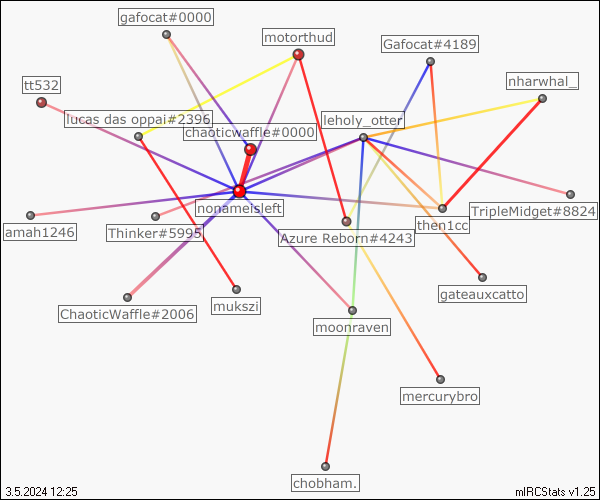 gafocat#0000
motorthud
Gafocat#4189
nharwhal_
tt532
lucas das oppai#2396
leholy_otter
chaoticwaffle#0000
nonameisleft
TripleMidget#8824
then1cc
amah1246
Thinker#5995
Azure Reborn#4243
gateauxcatto
mukszi
ChaoticWaffle#2006
moonraven
mercurybro
chobham.
3.5.2024 12:25
mIRCStats v1.25